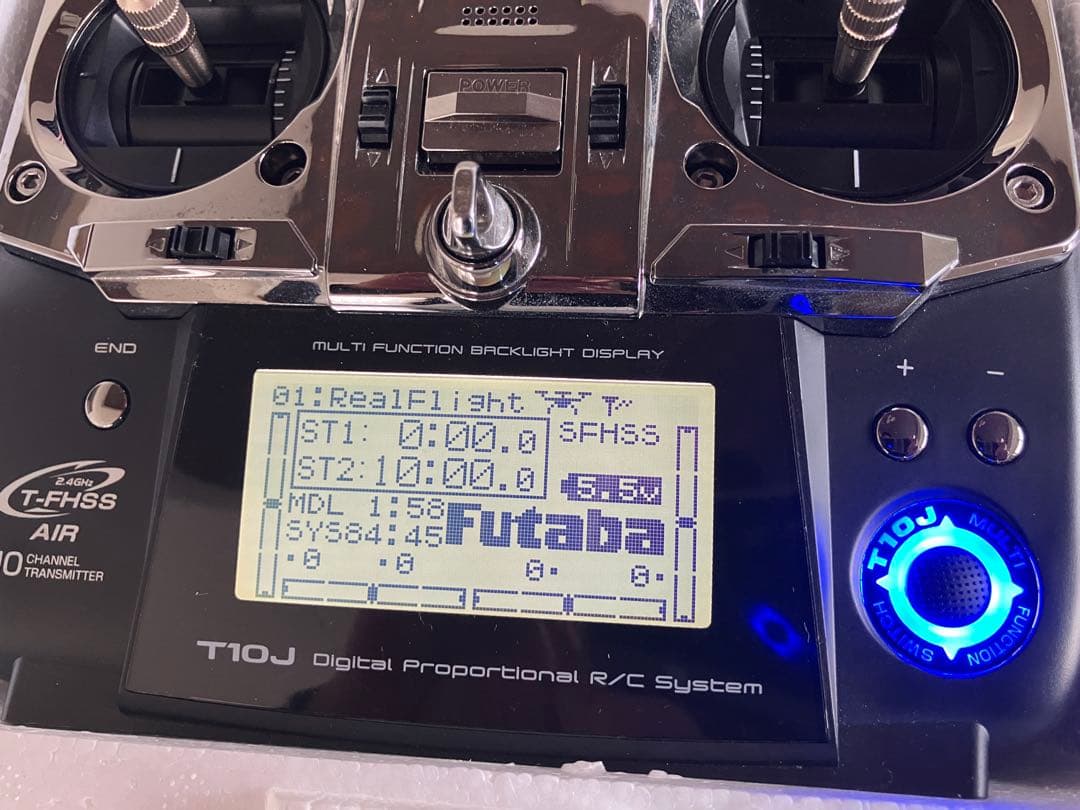 POWER
MULTI FUNCTION BACKLIGHT DISPLAY
END
+ −
01:RealFlight
ST1: 0:00.0
SFHSS
ST2:10:00.0
5.5v
MDL 1:58
SYS84:45
Futaba
0 0 0 0
2.4GHz
T-FHSS
AIR
10 CHANNEL
TRANSMITTER
T10J MULTI FUNCTION SWITCH
T10J Digital Proportional R/C System